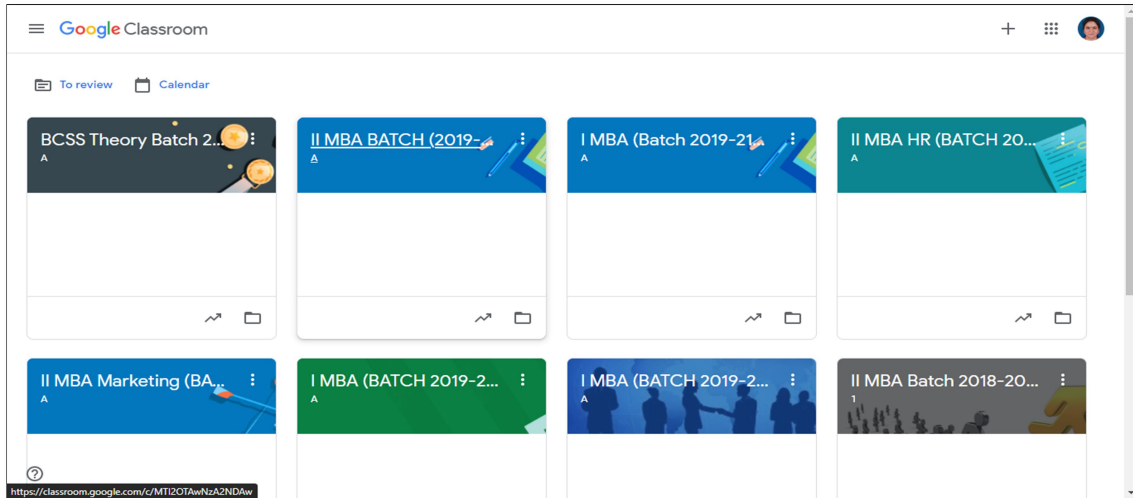 Google Classroom
To review Calendar
BCSS Theory Batch 2...
A
II MBA BATCH (2019-
A
I MBA (Batch 2019-21
A
II MBA HR (BATCH 20...
A
II MBA Marketing (BA...
A
I MBA (BATCH 2019-2...
A
I MBA (BATCH 2019-2...
A
II MBA Batch 2018-20...
1
https://classroom.google.com/c/MTI2OTAwNzA2NDAw